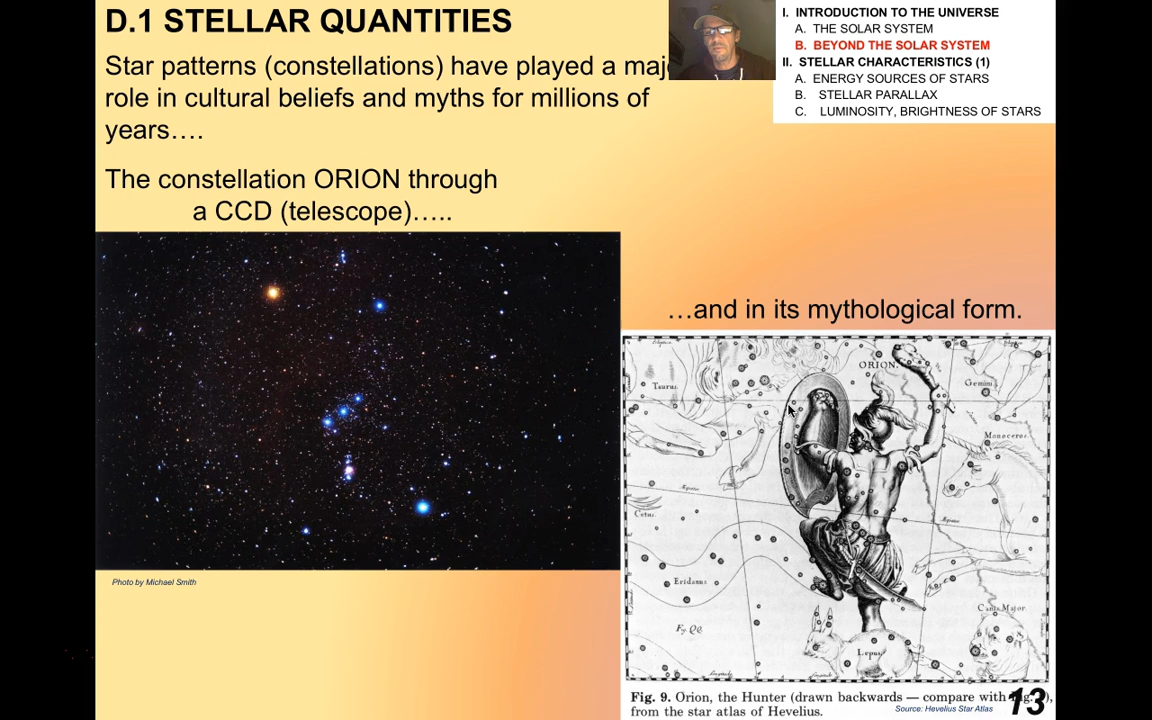 D.1 STELLAR QUANTITIES
I. INTRODUCTION TO THE UNIVERSE
A. THE SOLAR SYSTEM
B. BEYOND THE SOLAR SYSTEM
II. STELLAR CHARACTERISTICS (1)
A. ENERGY SOURCES OF STARS
B. STELLAR PARALLAX
C. LUMINOSITY, BRIGHTNESS OF STARS
Star patterns (constellations) have played a
role in cultural beliefs and myths for millions of
years….
The constellation ORION through
a CCD (telescope)…..
…and in its mythological form.
ORION.
Taurus
Gemini
Monoceros
Cetus
Eridanus
Canis Major
Lepus
Photo by Michael Smith
Fig. 9. Orion, the Hunter (drawn backwards — compare with
from the star atlas of Hevelius.
Source: Hevelius Star Atlas
13